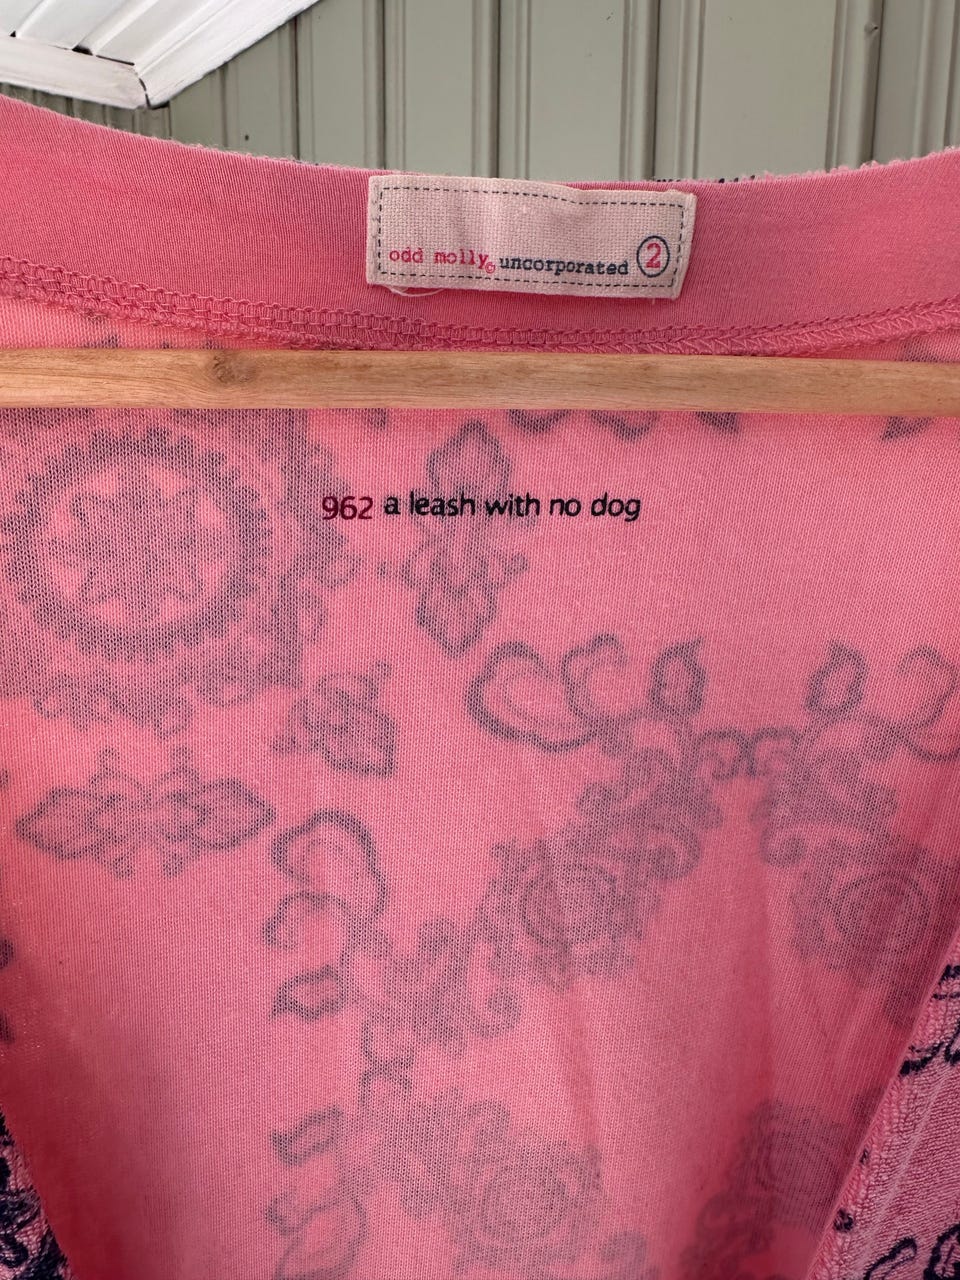 odd molly® uncorporated 2
962 a leash with no dog